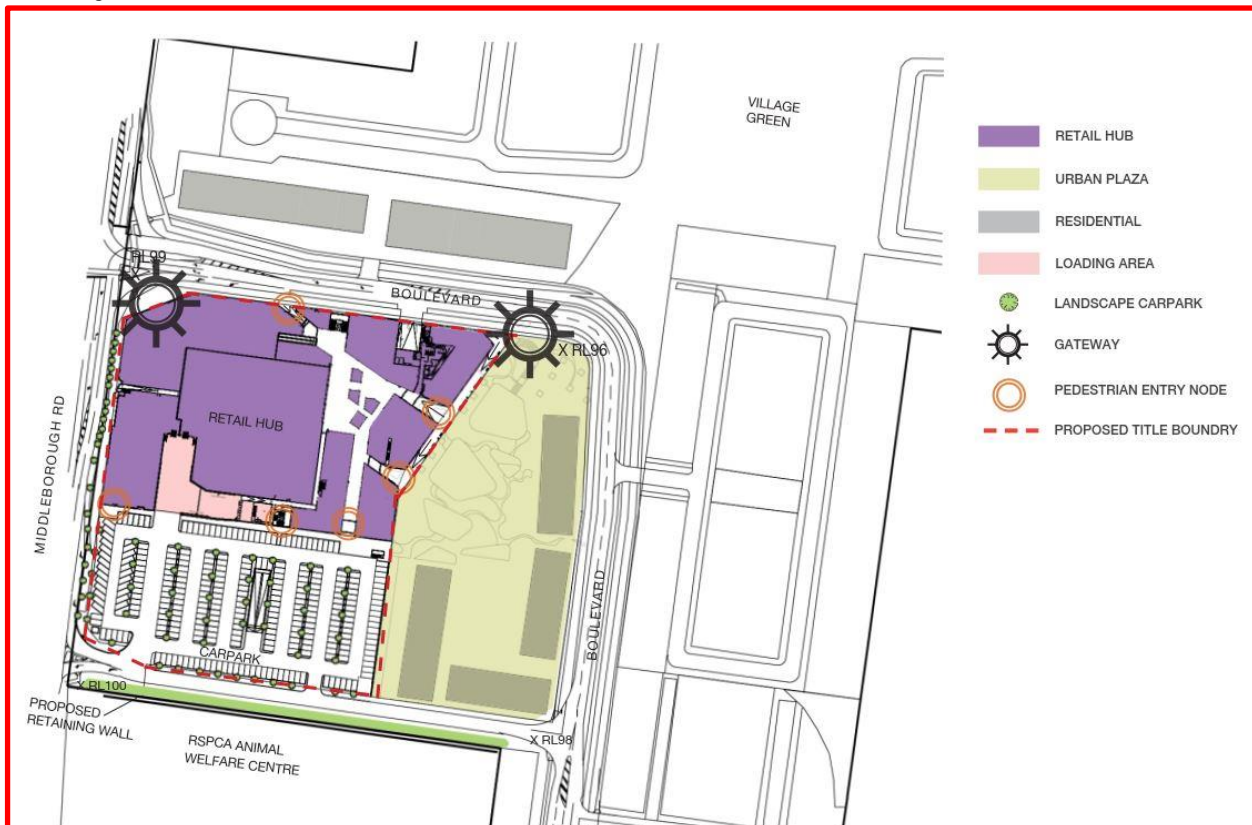 VILLAGE
GREEN
RETAIL HUB
URBAN PLAZA
RESIDENTIAL
LOADING AREA
LANDSCAPE CARPARK
GATEWAY
PEDESTRIAN ENTRY NODE
PROPOSED TITLE BOUNDRY
RL99
X
BOULEVARD
X RL96
RETAIL HUB
MIDDLEBOROUGH RD
BOULEVARD
CARPARK
X RL100
PROPOSED
RETAINING WALL
RSPCA ANIMAL
WELFARE CENTRE
X RL98